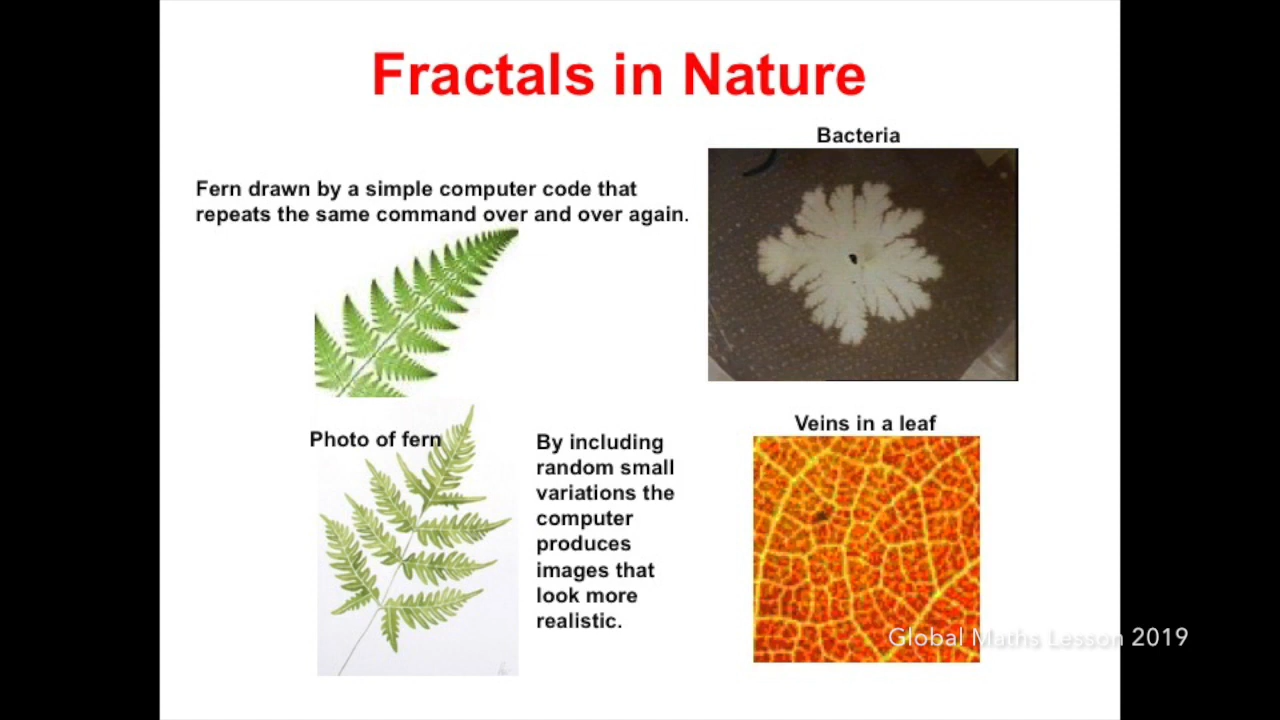 Fractals in Nature
Bacteria
Fern drawn by a simple computer code that
repeats the same command over and over again.
Photo of fern
By including
random small
variations the
computer
produces
images that
look more
realistic.
Veins in a leaf
Global Maths Lesson 2019